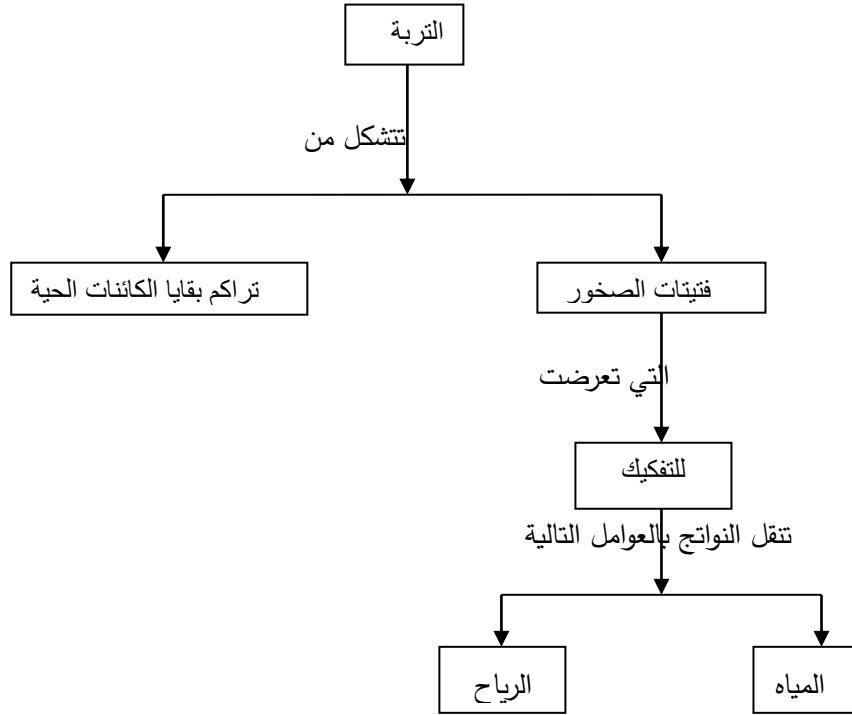 التربة
تتشكل من
فتيتات الصخور
تراكم بقايا الكائنات الحية
التي تعرضت
للتفكيك
تنقل النواتج بالعوامل التالية
المياه
الرياح